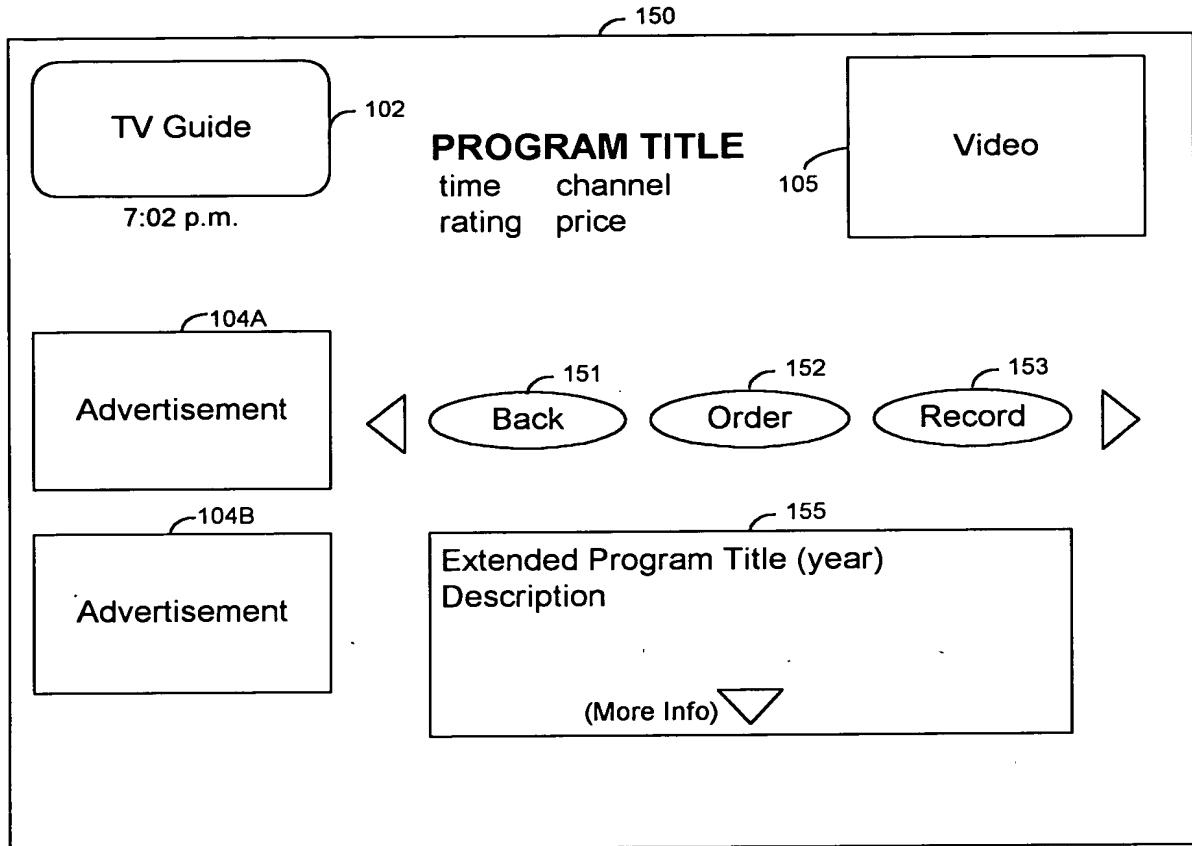 150
TV Guide
102
7:02 p.m.
PROGRAM TITLE
time channel
rating price
105
Video
104A
Advertisement
151
Back
152
Order
153
Record
104B
Advertisement
155
Extended Program Title (year)
Description
(More Info)